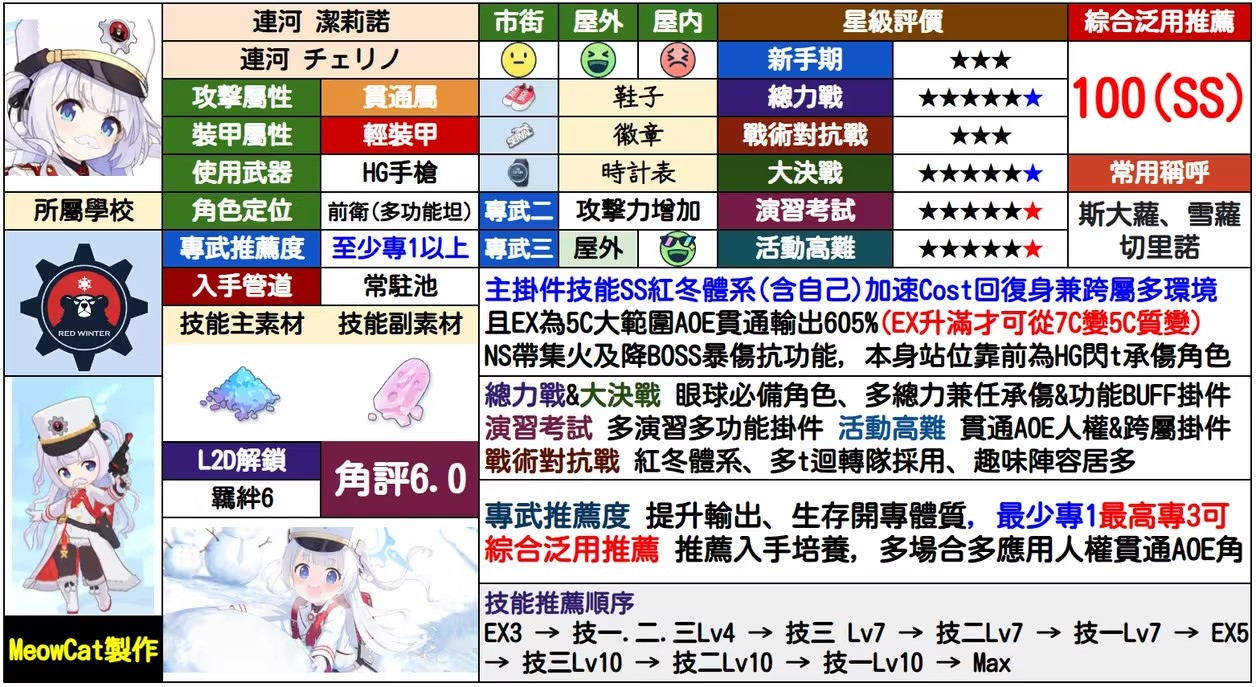 連河 潔莉諾
連河 チェリノ
攻擊屬性 貫通屬
裝甲屬性 輕裝甲
使用武器 HG手槍
所屬學校
角色定位 前衛(多功能坦)
專武推薦度 至少專1以上
入手管道 常駐池
技能主素材 技能副素材
RED WINTER
L2D解鎖
羈絆6
角評6.0
MeowCat製作
市街 屋外 屋内
鞋子
徽章
時計表
專武二 攻擊力增加
專武三 屋外
星級評價
新手期 ★★★
總力戰 ★★★★★★
戰術對抗戰 ★★★
大決戰 ★★★★★★
演習考試 ★★★★★★
活動高難 ★★★★★★
綜合泛用推薦
100(SS)
常用稱呼
斯大蘿、雪蘿
切里諾
主掛件技能SS紅冬體系(含自己)加速Cost回復身兼跨屬多環境
且EX為5C大範圍AOE貫通輸出605%(EX升滿才可從7C變5C質變)
NS帶集火及降BOSS暴傷抗功能, 本身站位靠前為HG閃t承傷角色
總力戰&大決戰 眼球必備角色、多總力兼任承傷&功能BUFF掛件
演習考試 多演習多功能掛件 活動高難 貫通AOE人權&跨屬掛件
戰術對抗戰 紅冬體系、多t迴轉隊採用、趣味陣容居多
專武推薦度 提升輸出、生存開專體質, 最少專1最高專3可
綜合泛用推薦 推薦入手培養, 多場合多應用人權貫通AOE角
技能推薦順序
EX3 → 技一.二.三Lv4 → 技三 Lv7 → 技二Lv7 → 技一Lv7 → EX5
→ 技三Lv10 → 技二Lv10 → 技一Lv10 → Max